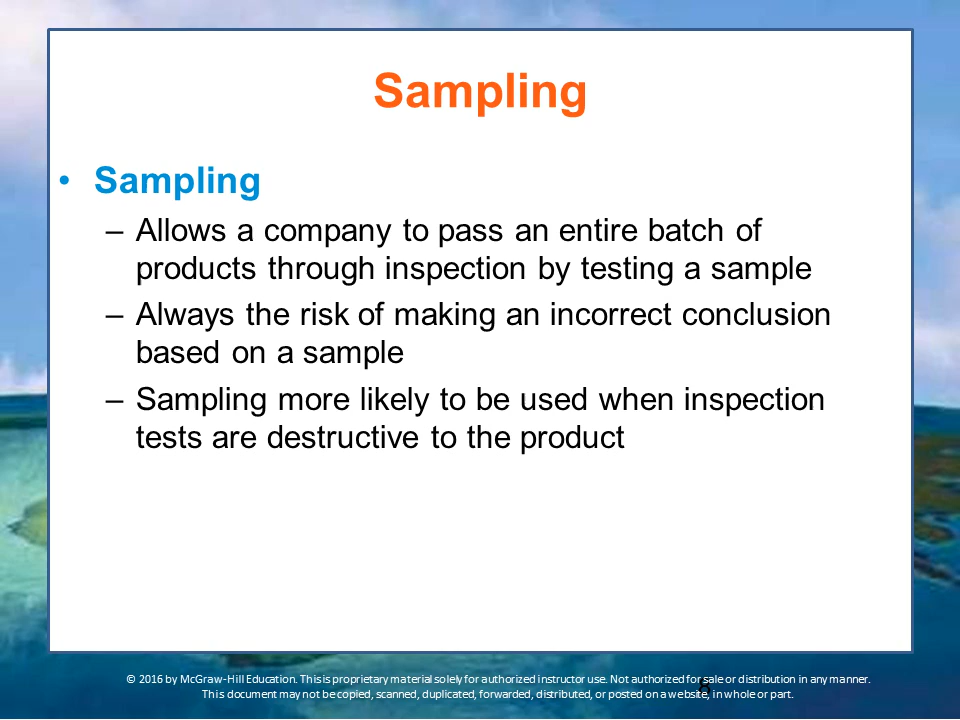 Sampling
• Sampling
– Allows a company to pass an entire batch of
products through inspection by testing a sample
– Always the risk of making an incorrect conclusion
based on a sample
– Sampling more likely to be used when inspection
tests are destructive to the product
© 2016 by McGraw-Hill Education. This is proprietary material solely for authorized instructor use. Not authorized for sale or distribution in any manner.
This document may not be copied, scanned, duplicated, forwarded, distributed, or posted on a website, in whole or part.